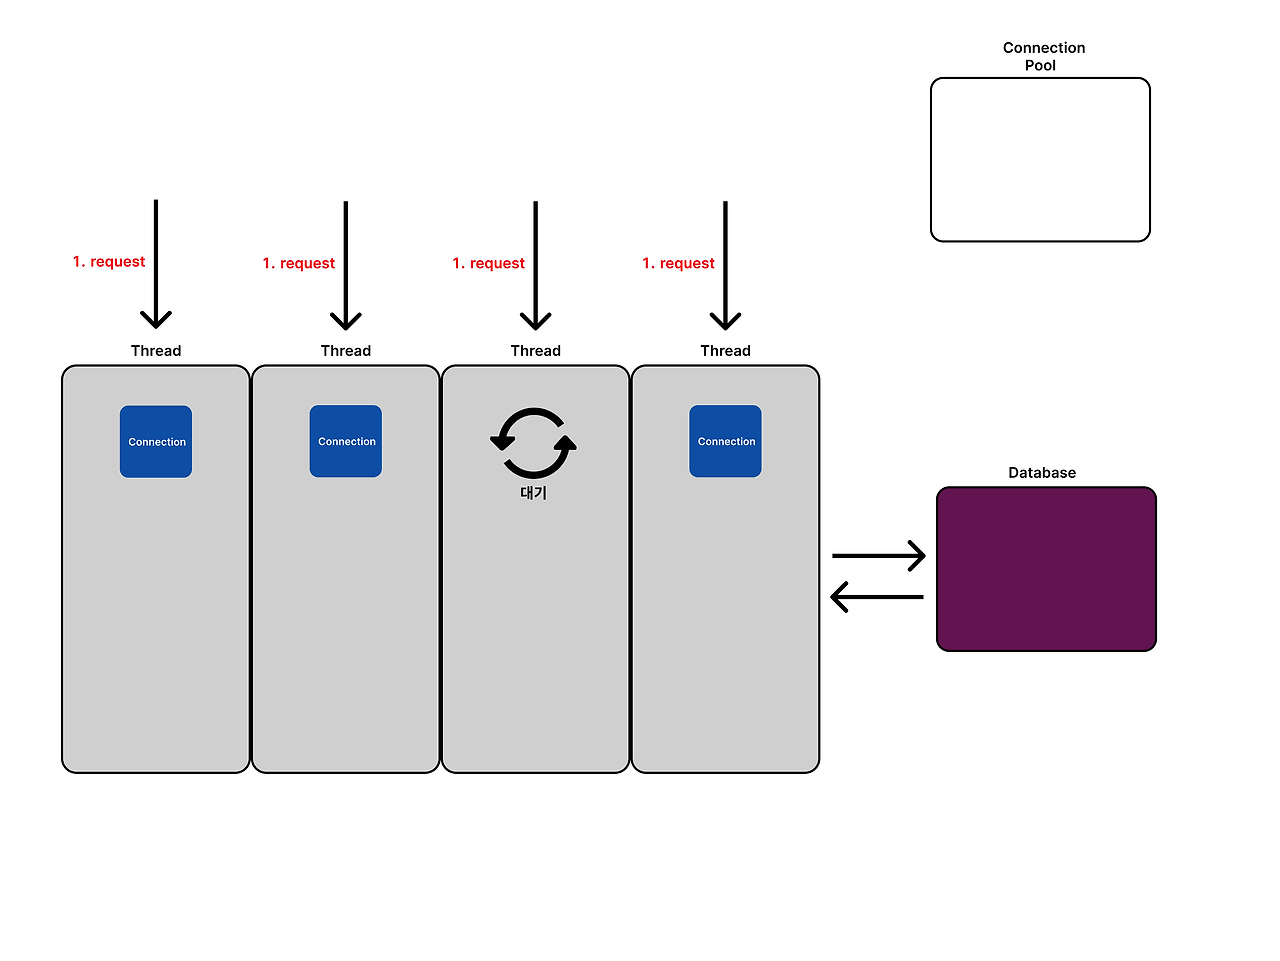 Connection
Pool
1. request
1. request
1. request
1. request
Thread
Thread
Thread
Thread
Connection
Connection
Connection
대기
Database